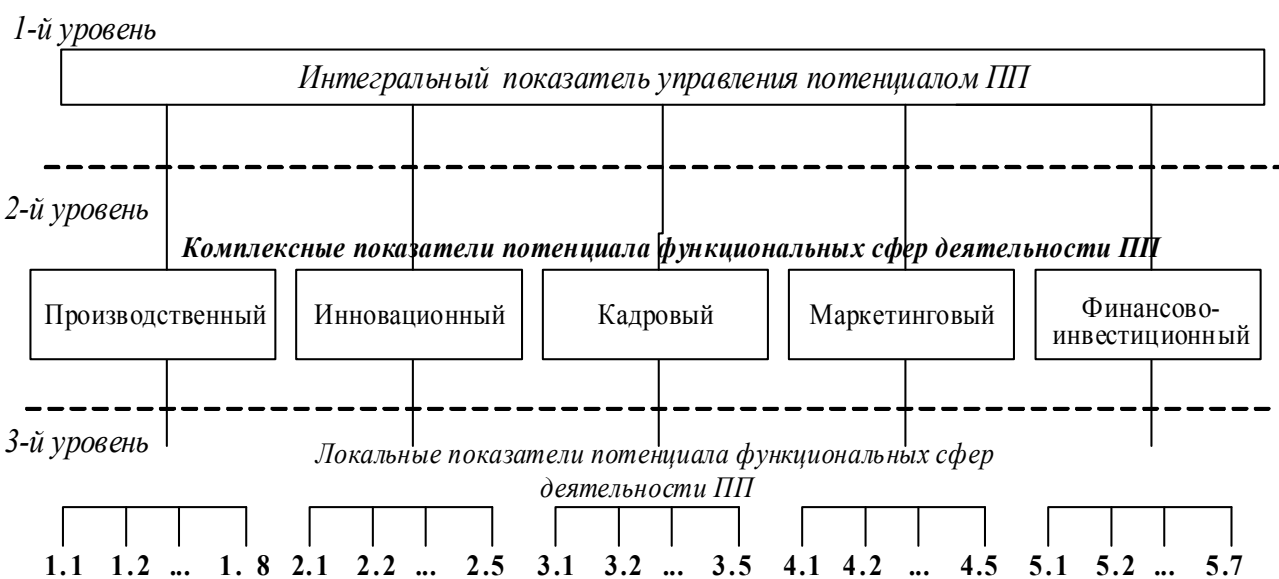 1-й уровень
Интегральный показатель управления потенциалом ПП
2-й уровень
Комплексные показатели потенциала функциональных сфер деятельности ПП
Производственный
Инновационный
Кадровый
Маркетинговый
Финансово-
инвестиционный
3-й уровень
Локальные показатели потенциала функциональных сфер
деятельности ПП
1.1 1.2 ... 1. 8 2.1 2.2 ... 2.5 3.1 3.2 ... 3.5 4.1 4.2 ... 4.5 5.1 5.2 ... 5.7